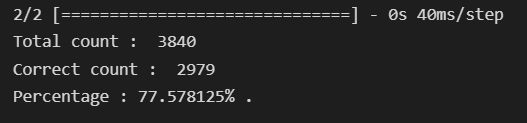 2/2 [==============================] - 0s 40ms/step
Total count :  3840
Correct count :  2979
Percentage : 77.578125% .